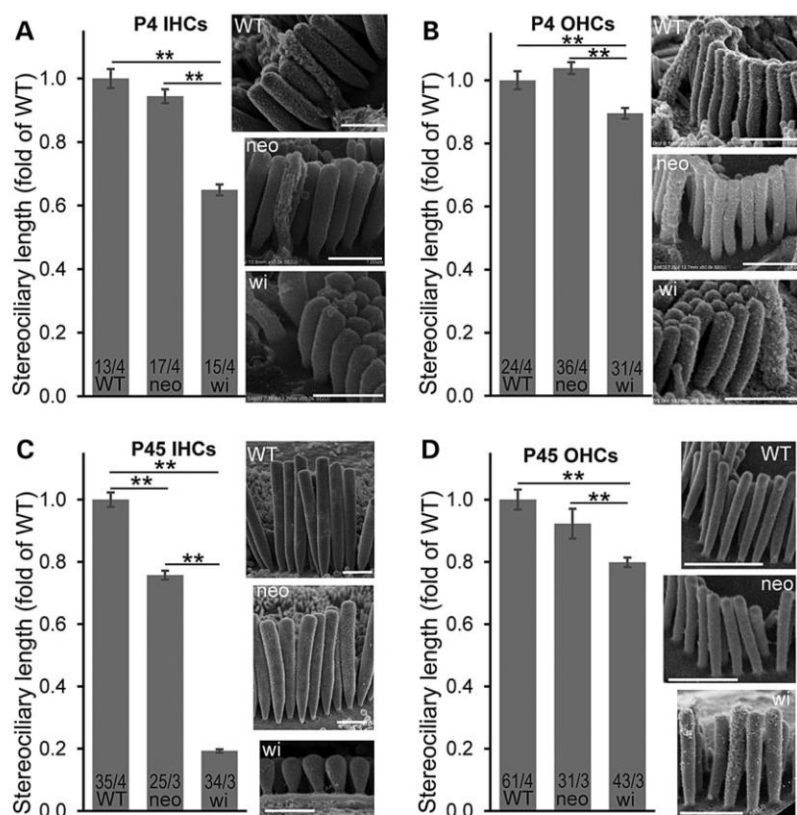 A
P4 IHCs
**
**
Stereociliary length (fold of WT)
1.0
0.8
0.6
0.4
0.2
0.0
13/4 17/4 15/4
WT neo wi
WT
neo
wi
B
P4 OHCs
**
**
Stereociliary length (fold of WT)
1.0
0.8
0.6
0.4
0.2
0.0
24/4 36/4 31/4
WT neo wi
WT
neo
wi
C
P45 IHCs
**
**
**
Stereociliary length (fold of WT)
1.0
0.8
0.6
0.4
0.2
0.0
35/4 25/3 34/3
WT neo wi
WT
neo
wi
D
P45 OHCs
**
**
Stereociliary length (fold of WT)
1.0
0.8
0.6
0.4
0.2
0.0
61/4 31/3 43/3
WT neo wi
WT
neo
wi